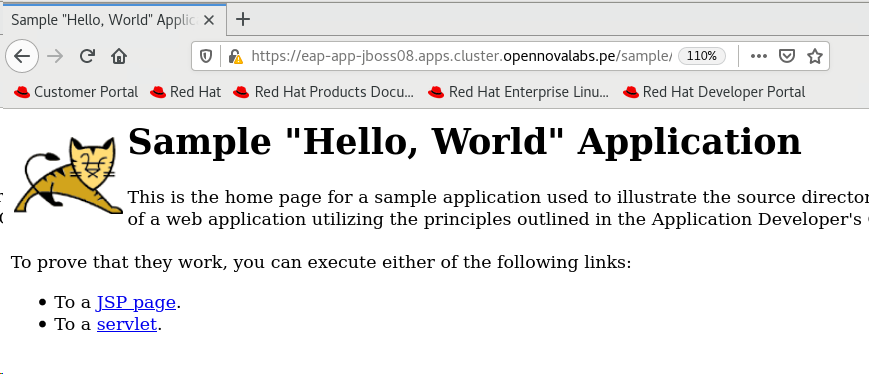 Sample "Hello, World" Applic
https://eap-app-jboss08.apps.cluster.opennovalabs.pe/sample/ 110%
Customer Portal Red Hat Red Hat Products Docu... Red Hat Enterprise Linu... Red Hat Developer Portal
Sample "Hello, World" Application
This is the home page for a sample application used to illustrate the source director
of a web application utilizing the principles outlined in the Application Developer's
To prove that they work, you can execute either of the following links:
• To a JSP page.
• To a servlet.